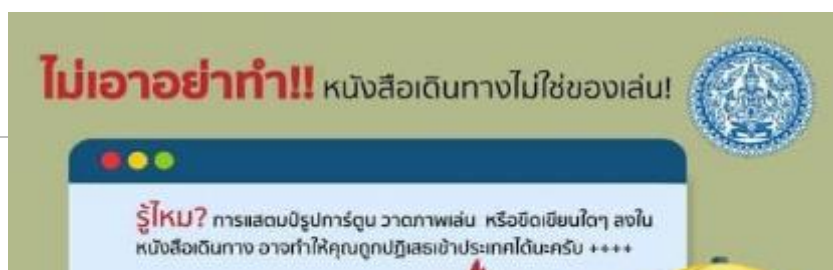 ไม่เอาอย่าทำ!! หนังสือเดินทางไม่ใช่ของเล่น!
รู้ไหม? การแสตมป์รูปการ์ตูน วาดภาพเล่น หรือขีดเขียนใดๆ ลงใน
หนังสือเดินทาง อาจทำให้คุณถูกปฏิเสธเข้าประเทศได้นะครับ ++++